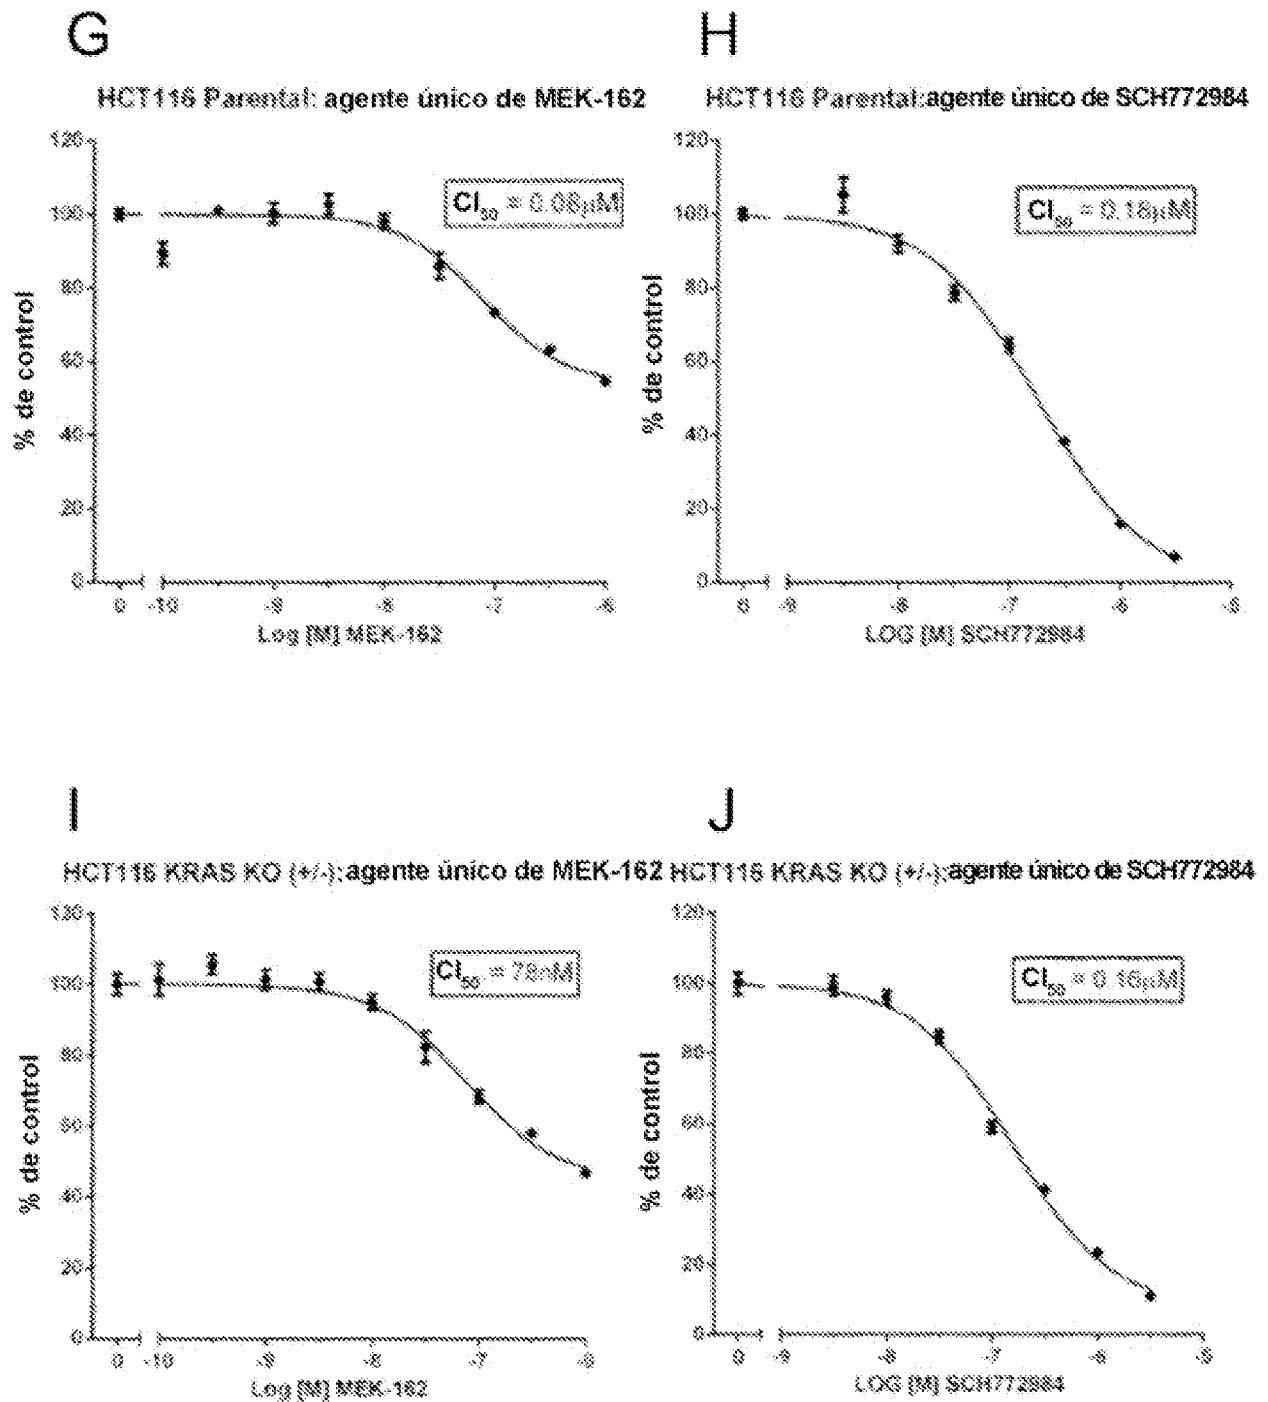 G
HCT116 Parental: agente único de MEK-162
CI50 = 0.08µM
% de control
120
100
80
60
40
20
0
0 -10 -9 -8 -7 -6
Log [M] MEK-162
H
HCT116 Parental:agente único de SCH772984
CI50 = 0.18µM
% de control
120
100
80
60
40
20
0
0 -9 -8 -7 -6 -5
LOG [M] SCH772984
I
HCT116 KRAS KO (+/-):agente único de MEK-162
CI50 = 78nM
% de control
120
100
80
60
40
20
0
0 -10 -9 -8 -7 -6
Log [M] MEK-162
J
HCT116 KRAS KO (+/-):agente único de SCH772984
CI50 = 0.16µM
% de control
120
100
80
60
40
20
0
0 -9 -8 -7 -6 -5
LOG [M] SCH772984